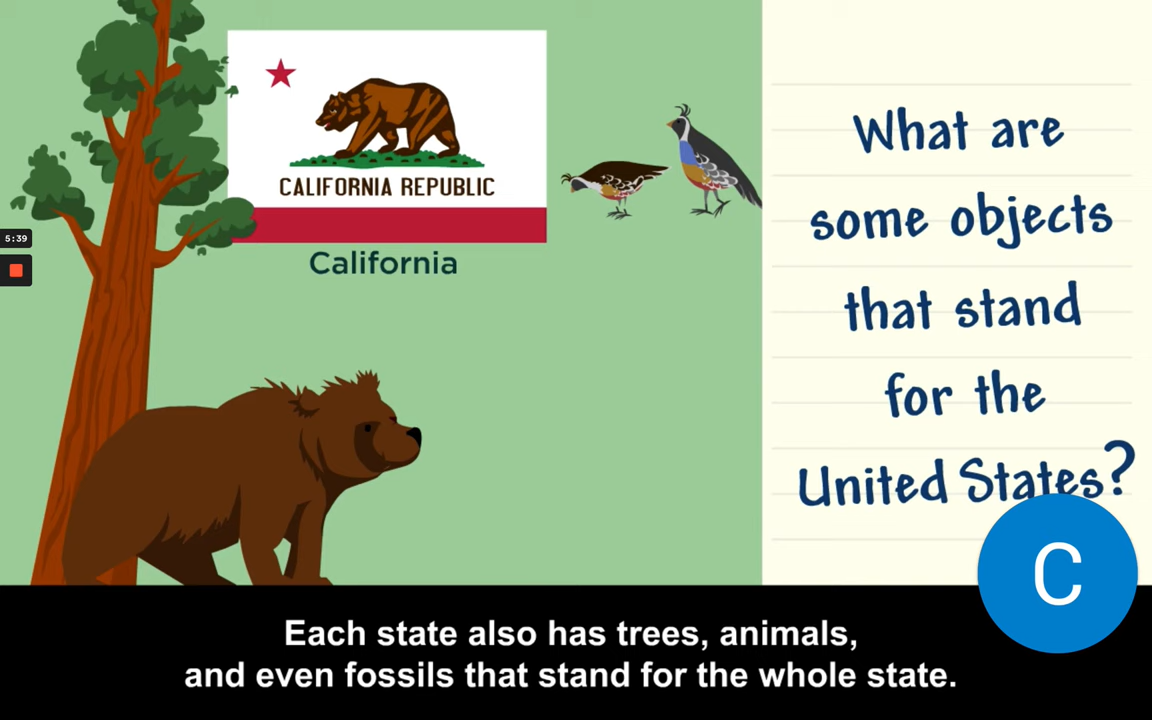 CALIFORNIA REPUBLIC
California
5:39
What are
some objects
that stand
for the
United States?
C
Each state also has trees, animals,
and even fossils that stand for the whole state.